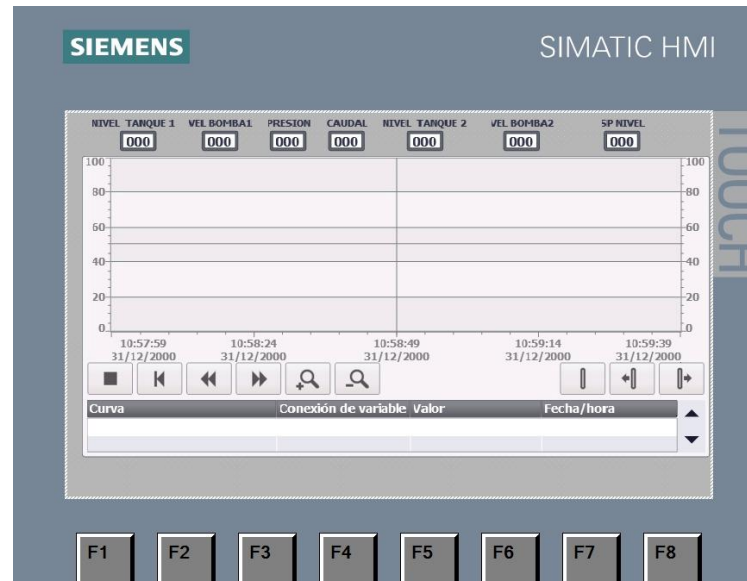 SIEMENS
SIMATIC HMI
TOUCH
NIVEL TANQUE 1 VEL BOMBA1 PRESION CAUDAL NIVEL TANQUE 2 VEL BOMBA2 SP NIVEL
000 000 000 000 000 000 000
100 100
80 80
60 60
40 40
20 20
0 0
10:57:59 10:58:24 10:58:49 10:59:14 10:59:39
31/12/2000 31/12/2000 31/12/2000 31/12/2000 31/12/2000
Curva Conexión de variable Valor Fecha/hora
F1 F2 F3 F4 F5 F6 F7 F8